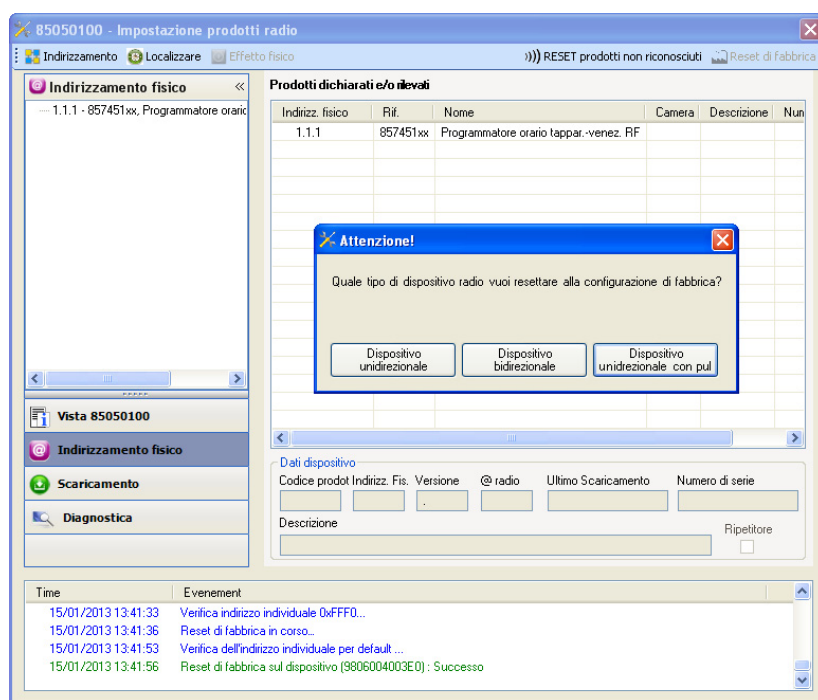 85050100 - Impostazione prodotti radio
Indirizzamento Localizzare Effetto fisico ))) RESET prodotti non riconosciuti Reset di fabbrica
Indirizzamento fisico «
1.1.1 - 857451xx, Programmatore orario
Prodotti dichiarati e/o rilevati
Indirizz. fisico Rif. Nome Camera Descrizione Num
1.1.1 857451xx Programmatore orario tappar.-venez. RF
Attenzione!
Quale tipo di dispositivo radio vuoi resettare alla configurazione di fabbrica?
Dispositivo unidirezionale
Dispositivo bidirezionale
Dispositivo unidrezionale con pul
Vista 85050100
Indirizzamento fisico
Scaricamento
Diagnostica
Dati dispositivo
Codice prodot Indirizz. Fis. Versione @ radio Ultimo Scaricamento Numero di serie
.
Descrizione
Ripetitore
Time Evenement
15/01/2013 13:41:33 Verifica indirizzo individuale 0xFFF0...
15/01/2013 13:41:36 Reset di fabbrica in corso...
15/01/2013 13:41:53 Verifica dell'indirizzo individuale per default ...
15/01/2013 13:41:56 Reset di fabbrica sul dispositivo (9806004003E0) : Successo